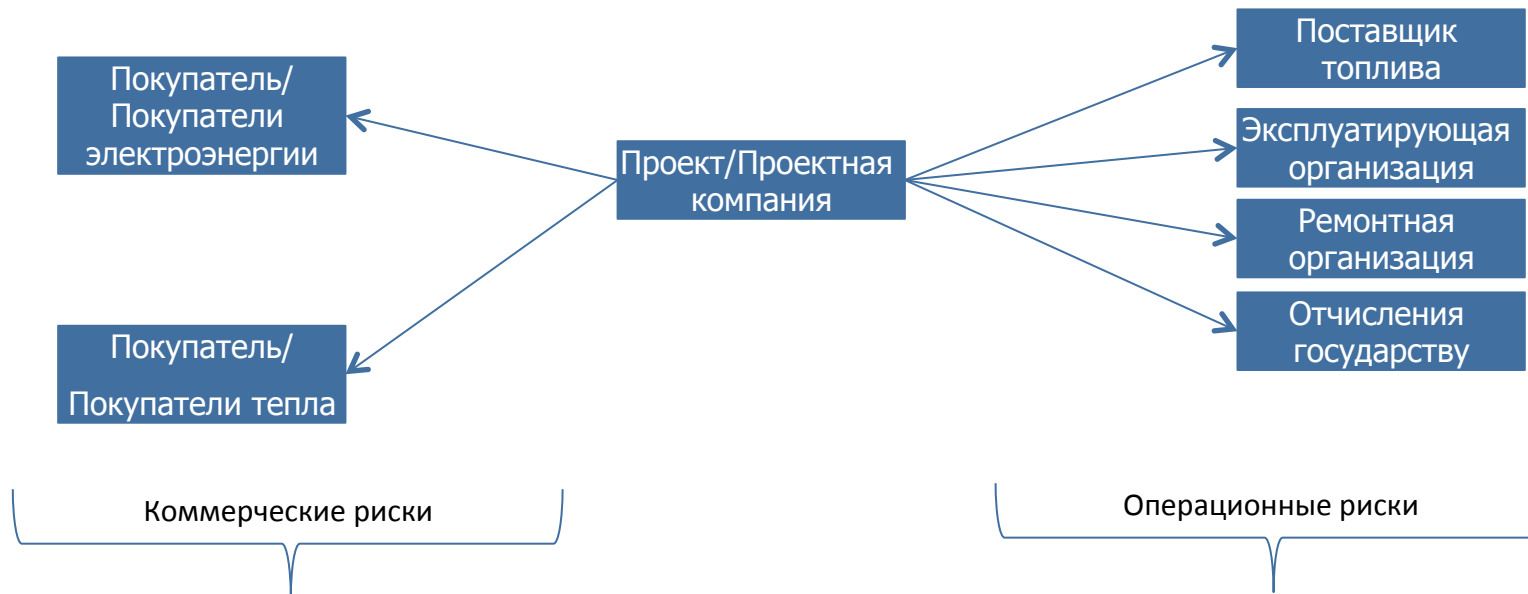 Покупатель/
Покупатели
электроэнергии
Покупатель/
Покупатели тепла
Проект/Проектная
компания
Поставщик
топлива
Эксплуатирующая
организация
Ремонтная
организация
Отчисления
государству
Коммерческие риски
Операционные риски